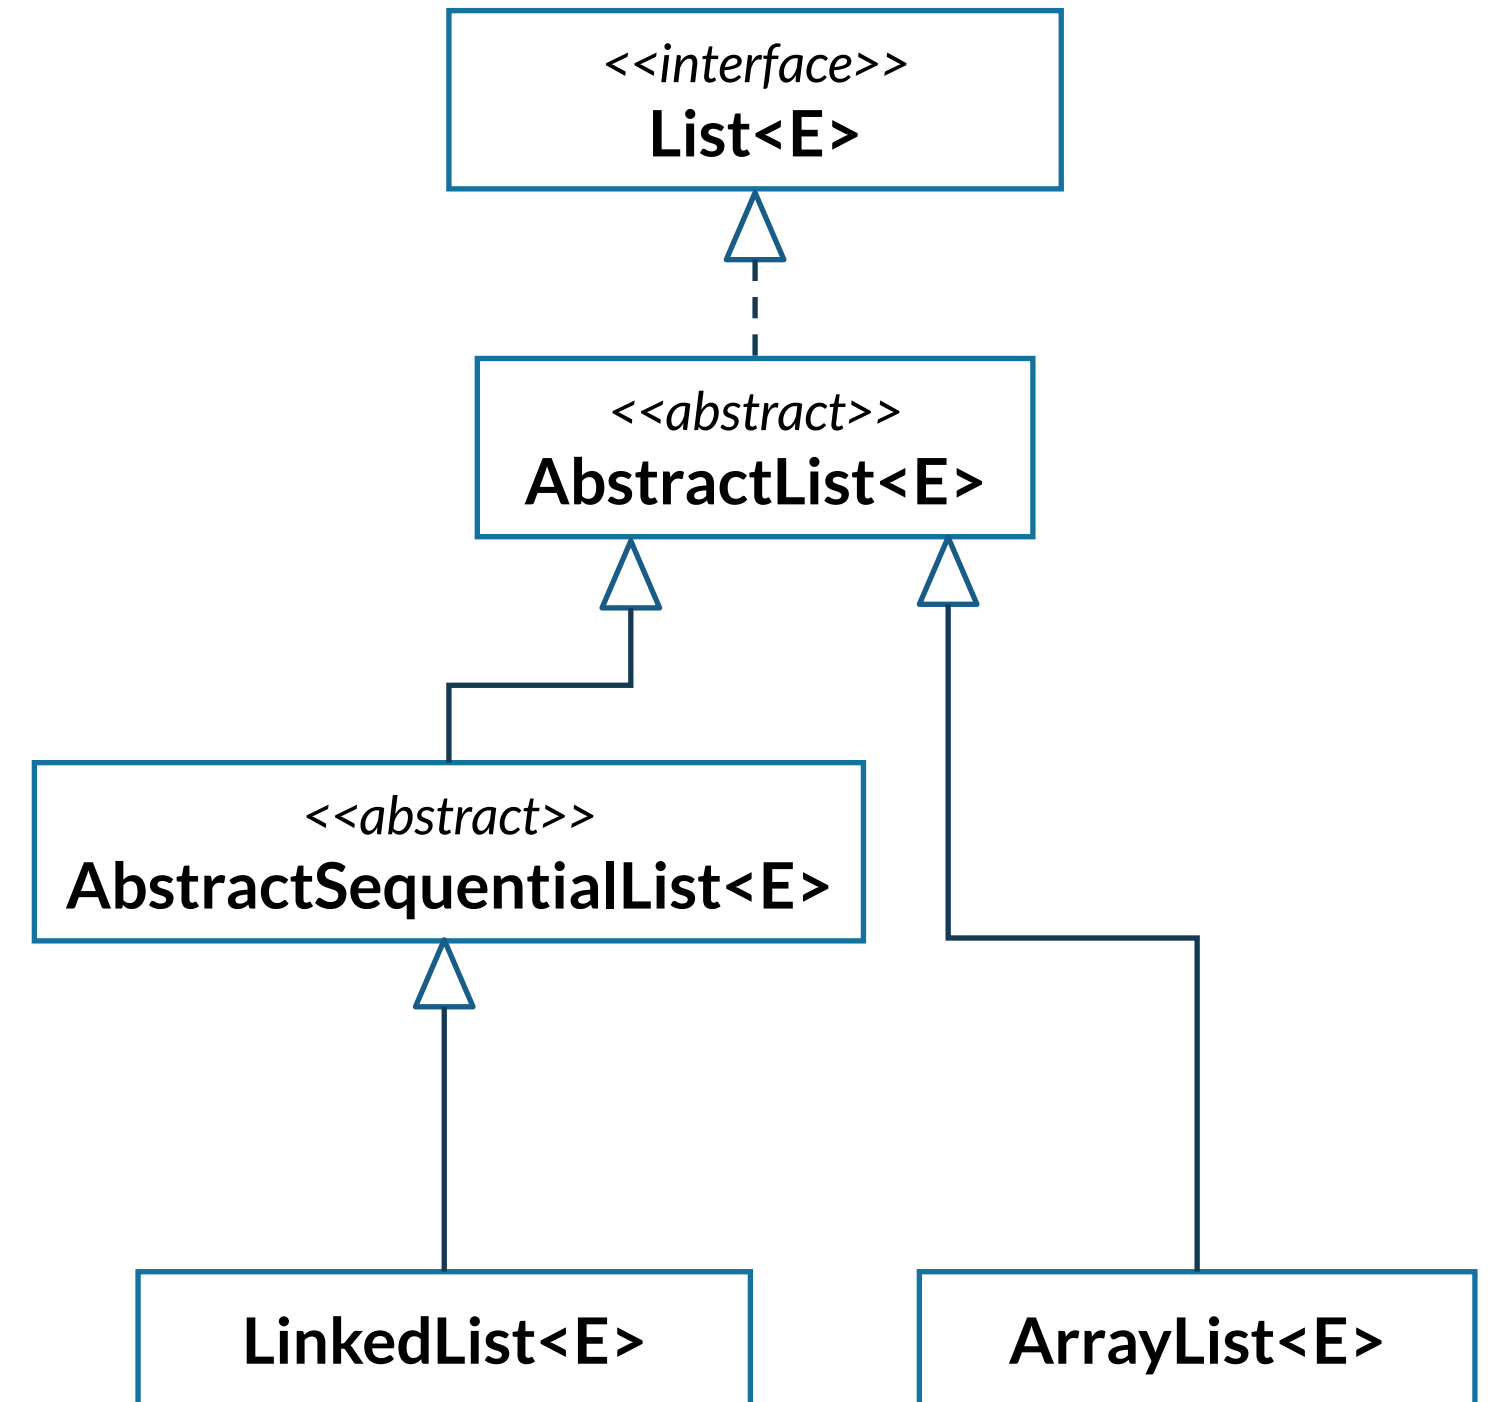 <<interface>>
List<E>
<<abstract>>
AbstractList<E>
<<abstract>>
AbstractSequentialList<E>
LinkedList<E>
ArrayList<E>